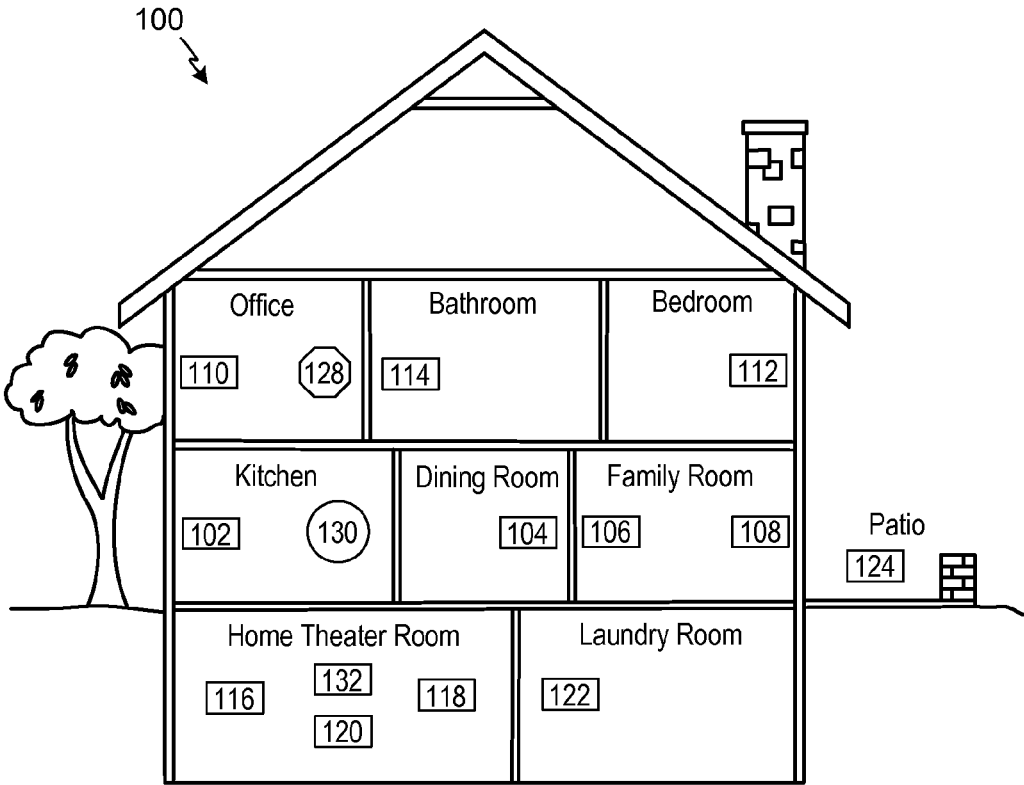 100
Office
Bathroom
Bedroom
110
128
114
112
Kitchen
Dining Room
Family Room
102
130
104
106
108
Patio
124
Home Theater Room
Laundry Room
116
132
118
120
122